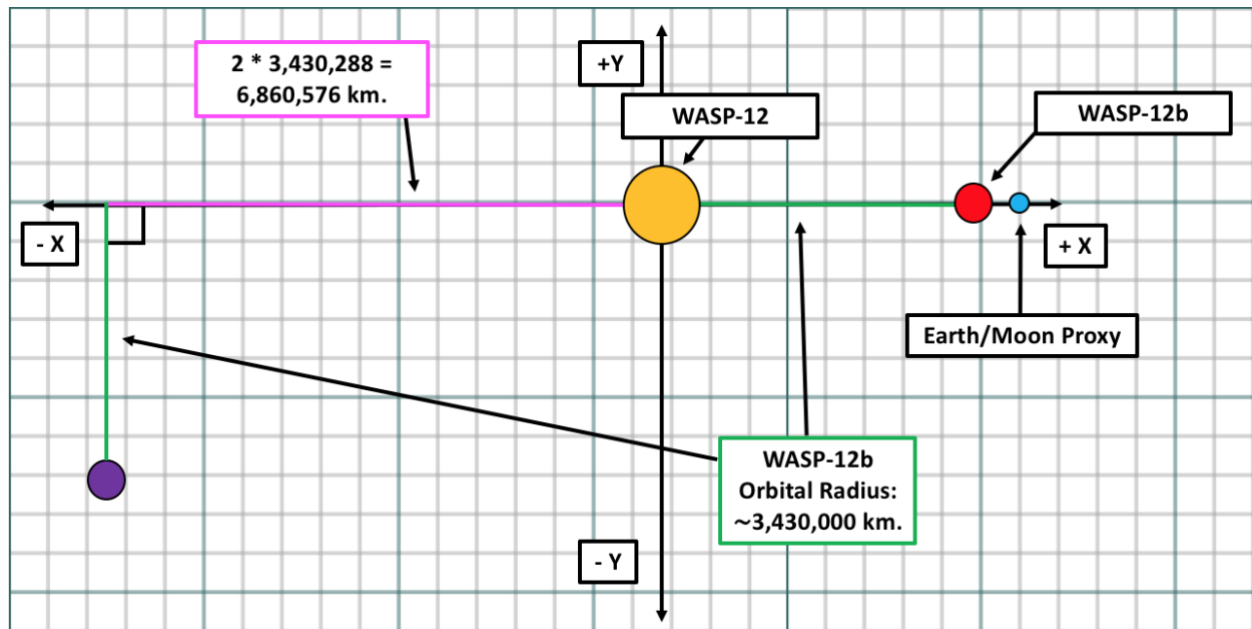 2 * 3,430,288 =
6,860,576 km.
+Y
WASP-12
WASP-12b
- X
+ X
Earth/Moon Proxy
WASP-12b
Orbital Radius:
~3,430,000 km.
- Y